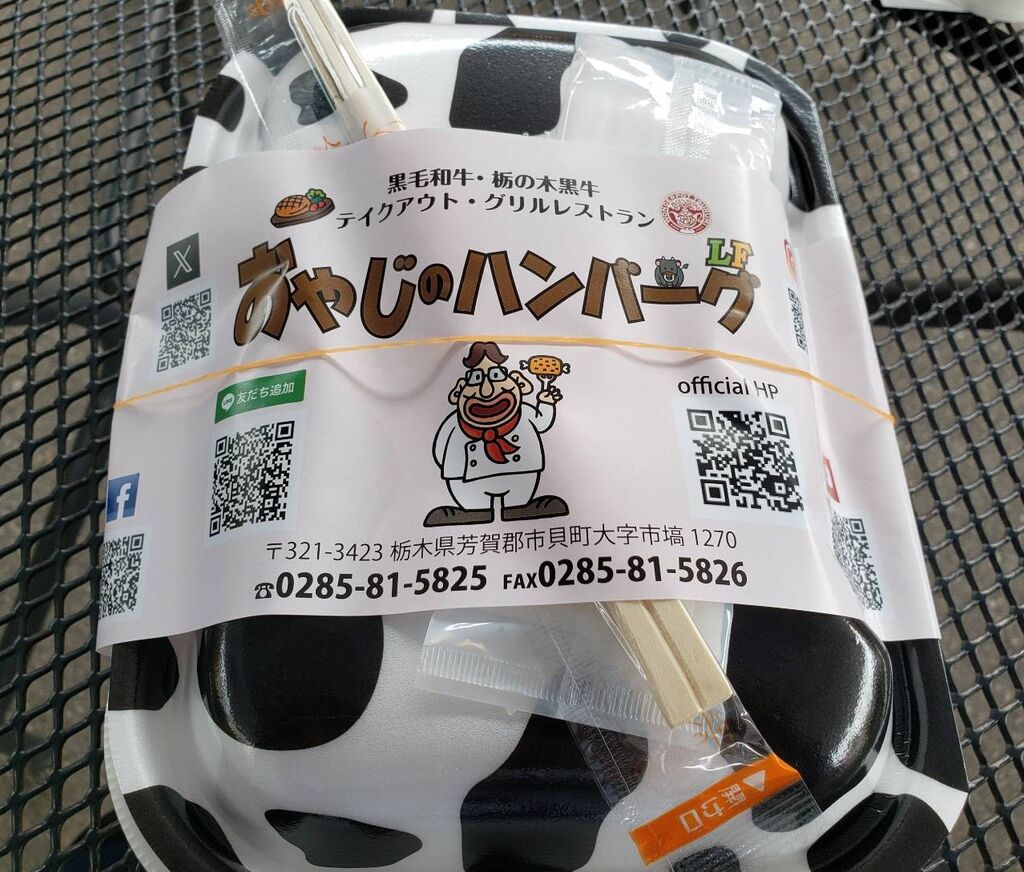 黒毛和牛・栃の木黒牛
テイクアウト・グリルレストラン
LF
おやじのハンバーグ
友だち追加
official HP
〒321-3423 栃木県芳賀郡市貝町大字市塙 1270
☎0285-81-5825 FAX0285-81-5826
開け口